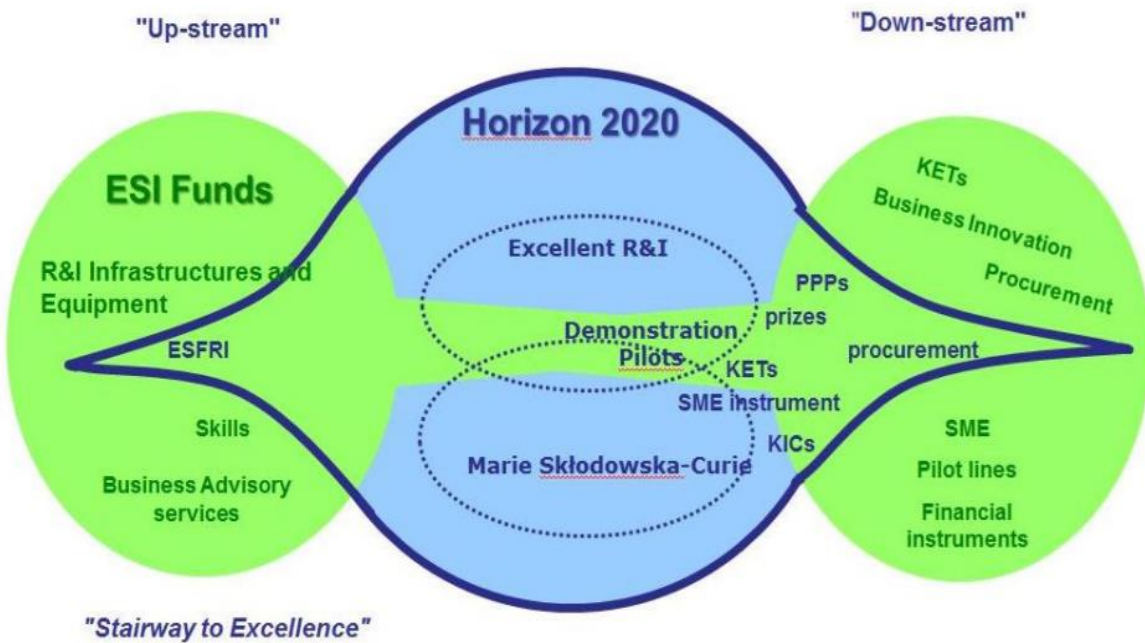 "Up-stream"
"Down-stream"
Horizon 2020
ESI Funds
R&I Infrastructures and
Equipment
ESFRI
Skills
Business Advisory
services
Excellent R&I
Demonstration
Pilots
Marie Skłodowska-Curie
PPPs
prizes
KETs
SME instrument
KICs
procurement
KETs
Business Innovation
Procurement
SME
Pilot lines
Financial
instruments
"Stairway to Excellence"